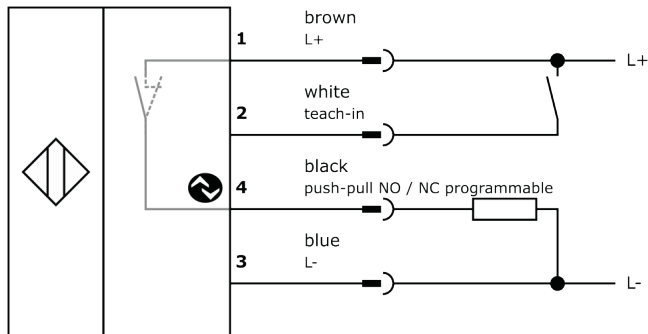 brown
1 L+
L+
white
2 teach-in
black
4 push-pull NO / NC programmable
blue
3 L-
L-